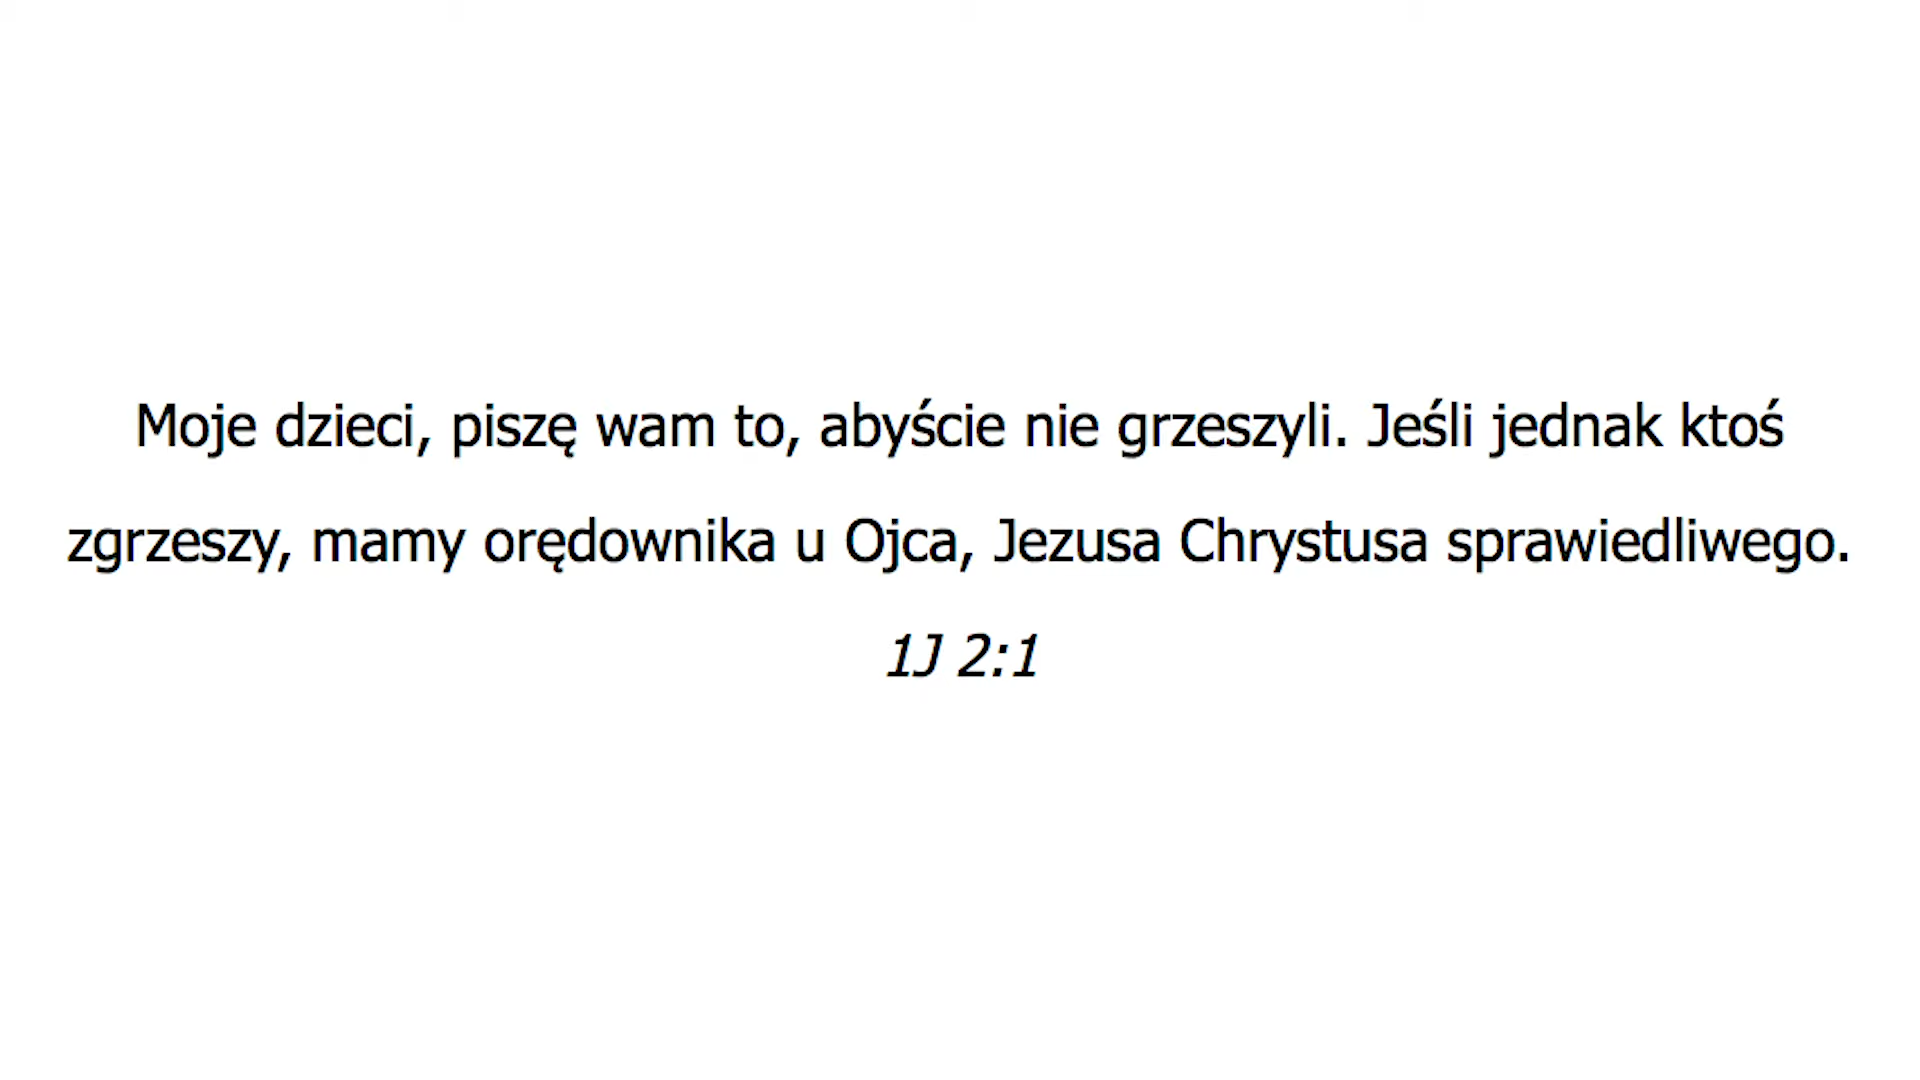 Moje dzieci, piszę wam to, abyście nie grzeszyli. Jeśli jednak ktoś
zgrzeszy, mamy orędownika u Ojca, Jezusa Chrystusa sprawiedliwego.
1J 2:1